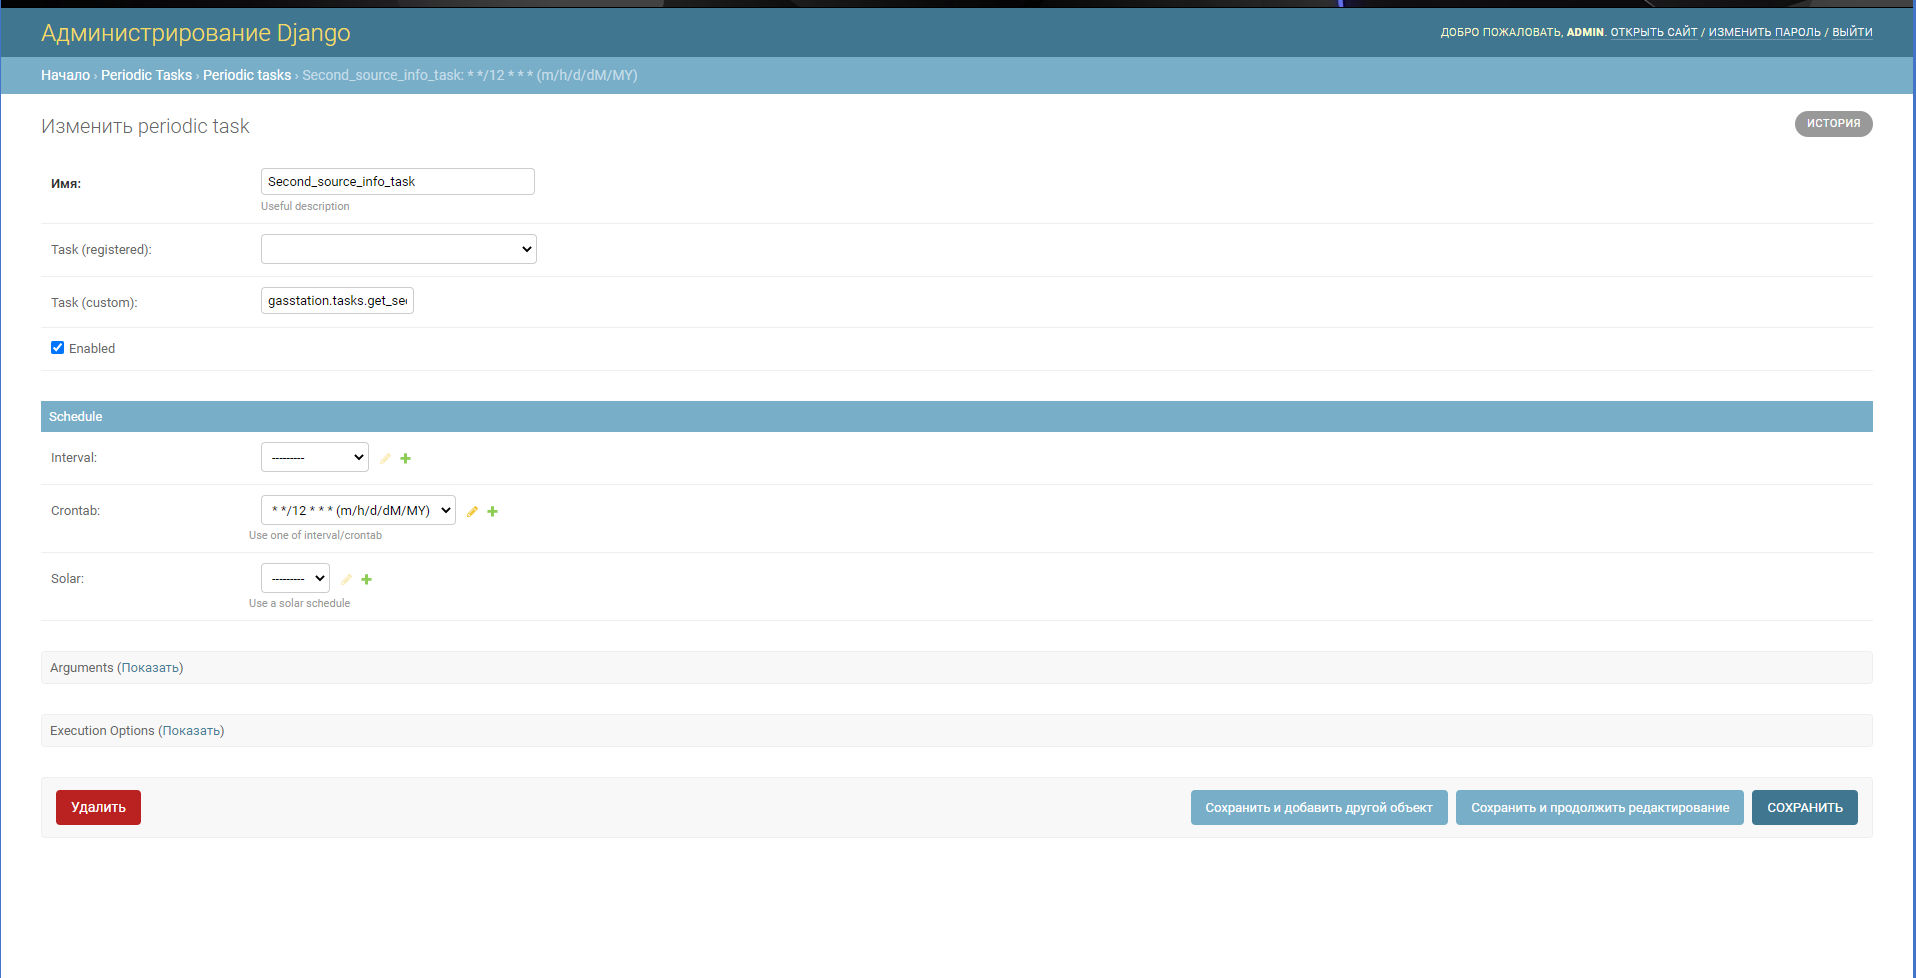 Администрирование Django
ДОБРО ПОЖАЛОВАТЬ, ADMIN. ОТКРЫТЬ САЙТ / ИЗМЕНИТЬ ПАРОЛЬ / ВЫЙТИ
Начало › Periodic Tasks › Periodic tasks › Second_source_info_task: * */12 * * * (m/h/d/dM/MY)
Изменить periodic task
ИСТОРИЯ
Имя:
Second_source_info_task
Useful description
Task (registered):
Task (custom):
gasstation.tasks.get_sec
Enabled
Schedule
Interval:
---------
Crontab:
* */12 * * * (m/h/d/dM/MY)
Use one of interval/crontab
Solar:
---------
Use a solar schedule
Arguments (Показать)
Execution Options (Показать)
Удалить
Сохранить и добавить другой объект
Сохранить и продолжить редактирование
СОХРАНИТЬ